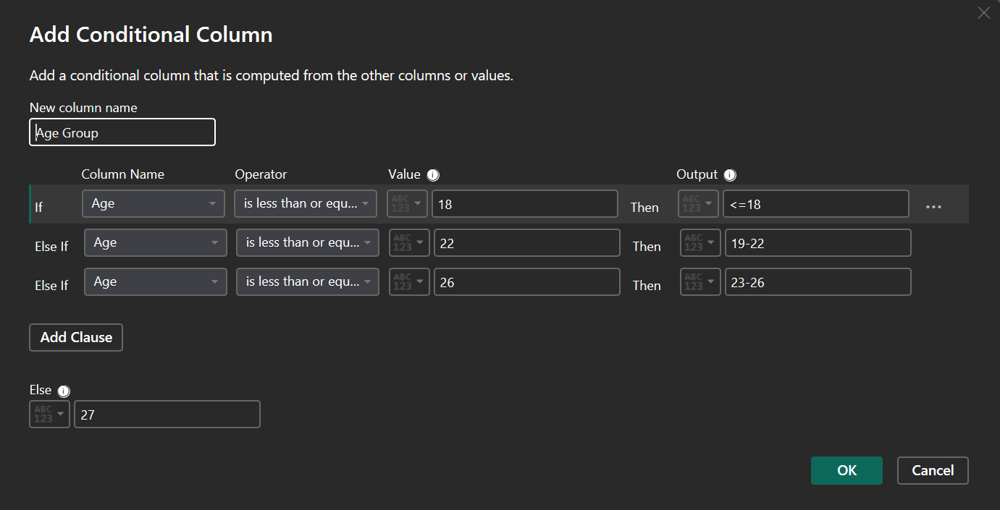 Add Conditional Column
Add a conditional column that is computed from the other columns or values.
New column name
Age Group
Column Name Operator Value i Output i
If Age is less than or equ... ABC 123 18 Then ABC 123 <=18 ...
Else If Age is less than or equ... ABC 123 22 Then ABC 123 19-22
Else If Age is less than or equ... ABC 123 26 Then ABC 123 23-26
Add Clause
Else i
ABC 123 27
OK Cancel